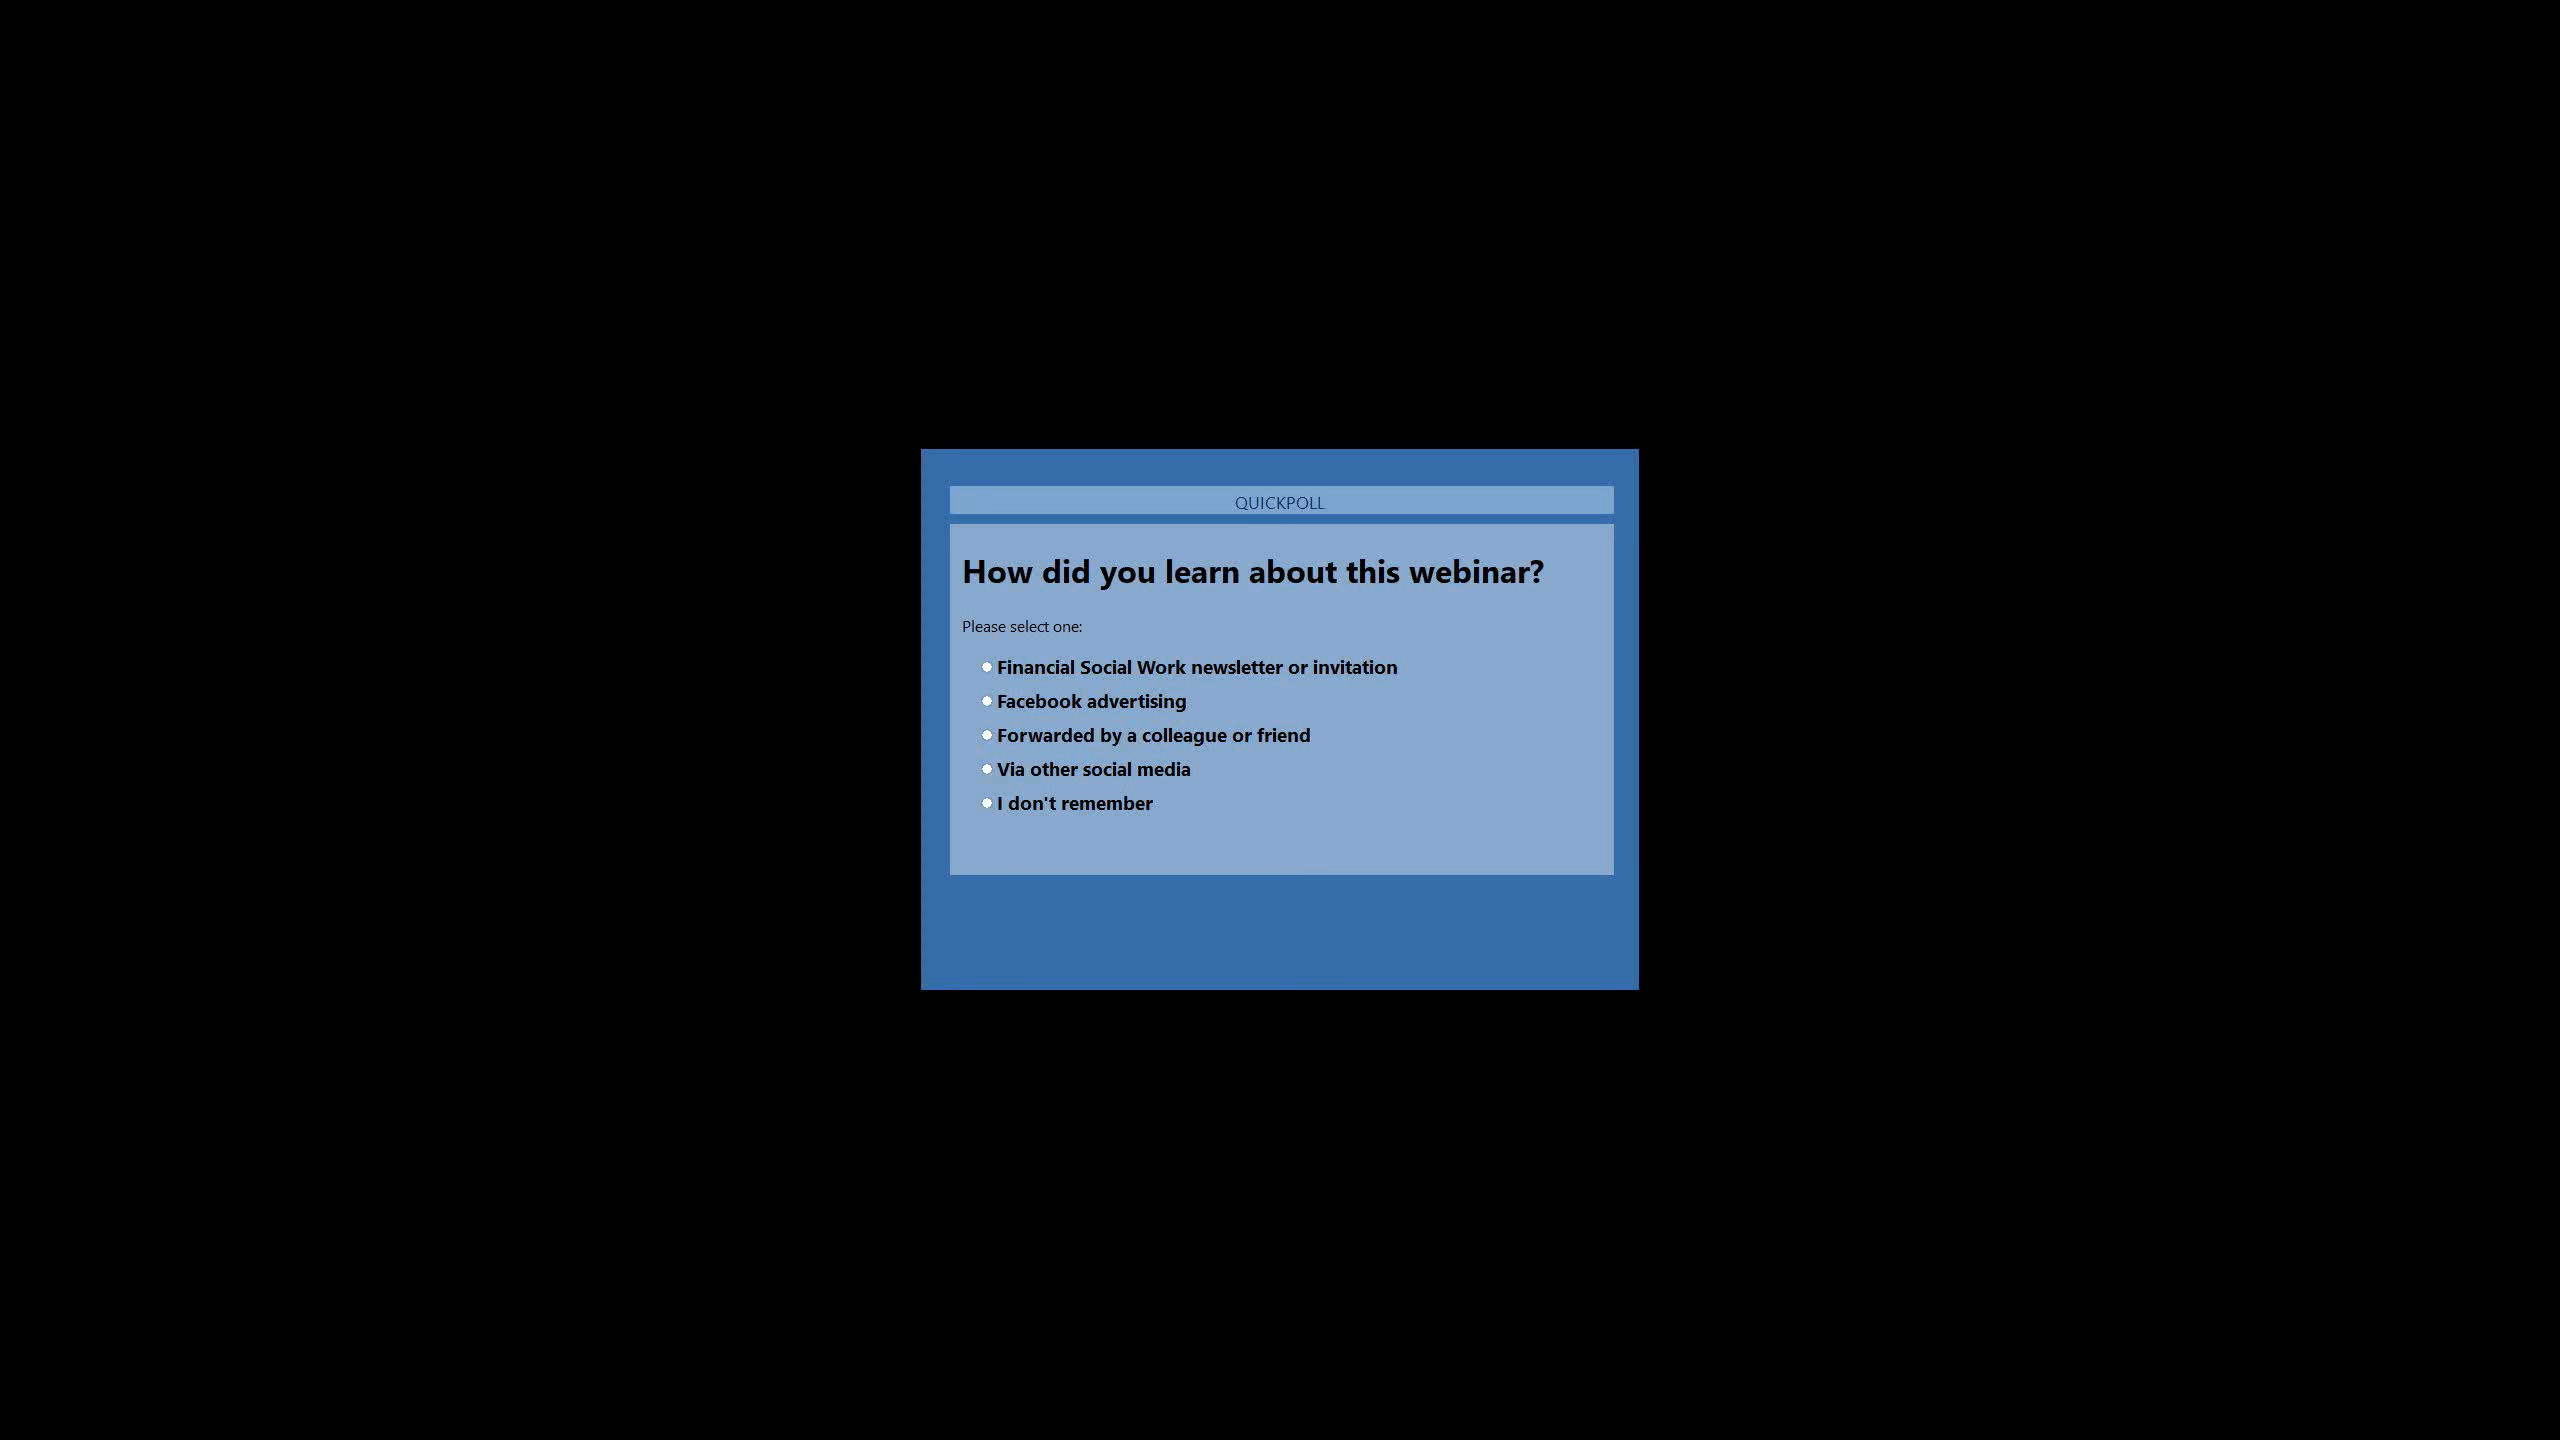 QUICKPOLL
How did you learn about this webinar?
Please select one:
Financial Social Work newsletter or invitation
Facebook advertising
Forwarded by a colleague or friend
Via other social media
I don't remember